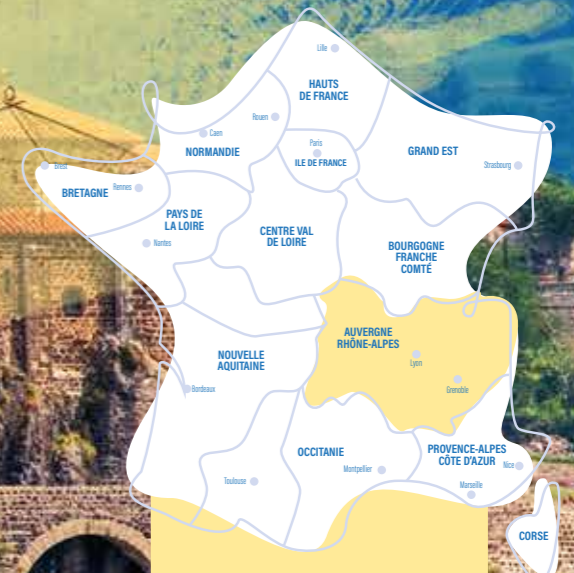 Lille
HAUTS
DE FRANCE
Rouen
Caen
NORMANDIE
Paris
ILE DE FRANCE
GRAND EST
Strasbourg
Brest
BRETAGNE
Rennes
PAYS DE
LA LOIRE
Nantes
CENTRE VAL
DE LOIRE
BOURGOGNE
FRANCHE
COMTÉ
AUVERGNE
RHÔNE-ALPES
Lyon
Grenoble
NOUVELLE
AQUITAINE
Bordeaux
OCCITANIE
Toulouse
Montpellier
PROVENCE-ALPES
CÔTE D'AZUR
Nice
Marseille
CORSE